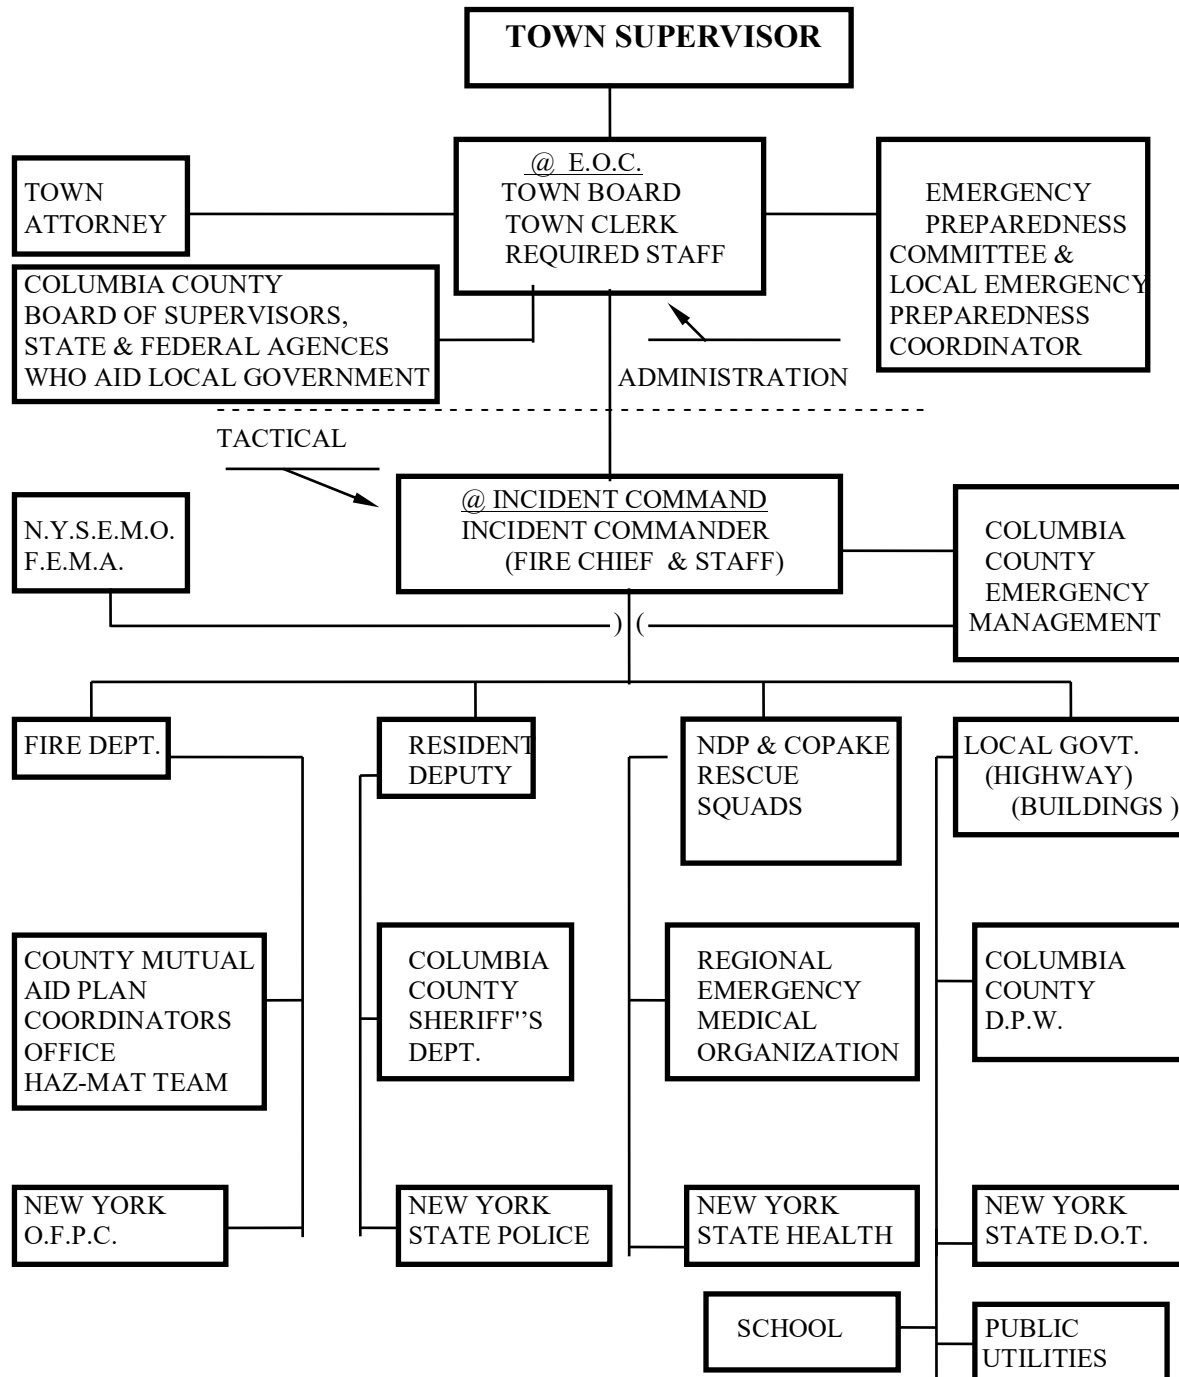 TOWN SUPERVISOR
@ E.O.C.
TOWN BOARD
TOWN CLERK
REQUIRED STAFF
TOWN
ATTORNEY
EMERGENCY
PREPAREDNESS
COMMITTEE &
LOCAL EMERGENCY
PREPAREDNESS
COORDINATOR
COLUMBIA COUNTY
BOARD OF SUPERVISORS,
STATE & FEDERAL AGENCES
WHO AID LOCAL GOVERNMENT
ADMINISTRATION
TACTICAL
@ INCIDENT COMMAND
INCIDENT COMMANDER
(FIRE CHIEF & STAFF)
N.Y.S.E.M.O.
F.E.M.A.
COLUMBIA
COUNTY
EMERGENCY
MANAGEMENT
) (
FIRE DEPT.
RESIDENT
DEPUTY
NDP & COPAKE
RESCUE
SQUADS
LOCAL GOVT.
(HIGHWAY)
(BUILDINGS )
COUNTY MUTUAL
AID PLAN
COORDINATORS
OFFICE
HAZ-MAT TEAM
COLUMBIA
COUNTY
SHERIFF"S
DEPT.
REGIONAL
EMERGENCY
MEDICAL
ORGANIZATION
COLUMBIA
COUNTY
D.P.W.
NEW YORK
O.F.P.C.
NEW YORK
STATE POLICE
NEW YORK
STATE HEALTH
NEW YORK
STATE D.O.T.
SCHOOL
PUBLIC
UTILITIES